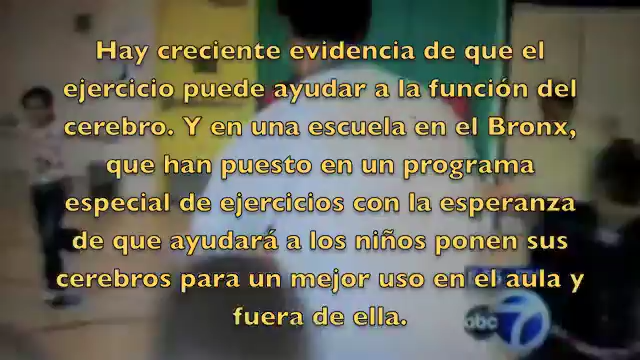 Hay creciente evidencia de que el
ejercicio puede ayudar a la función del
cerebro. Y en una escuela en el Bronx,
que han puesto en un programa
especial de ejercicios con la esperanza
de que ayudará a los niños ponen sus
cerebros para un mejor uso en el aula y
fuera de ella.
abc 7